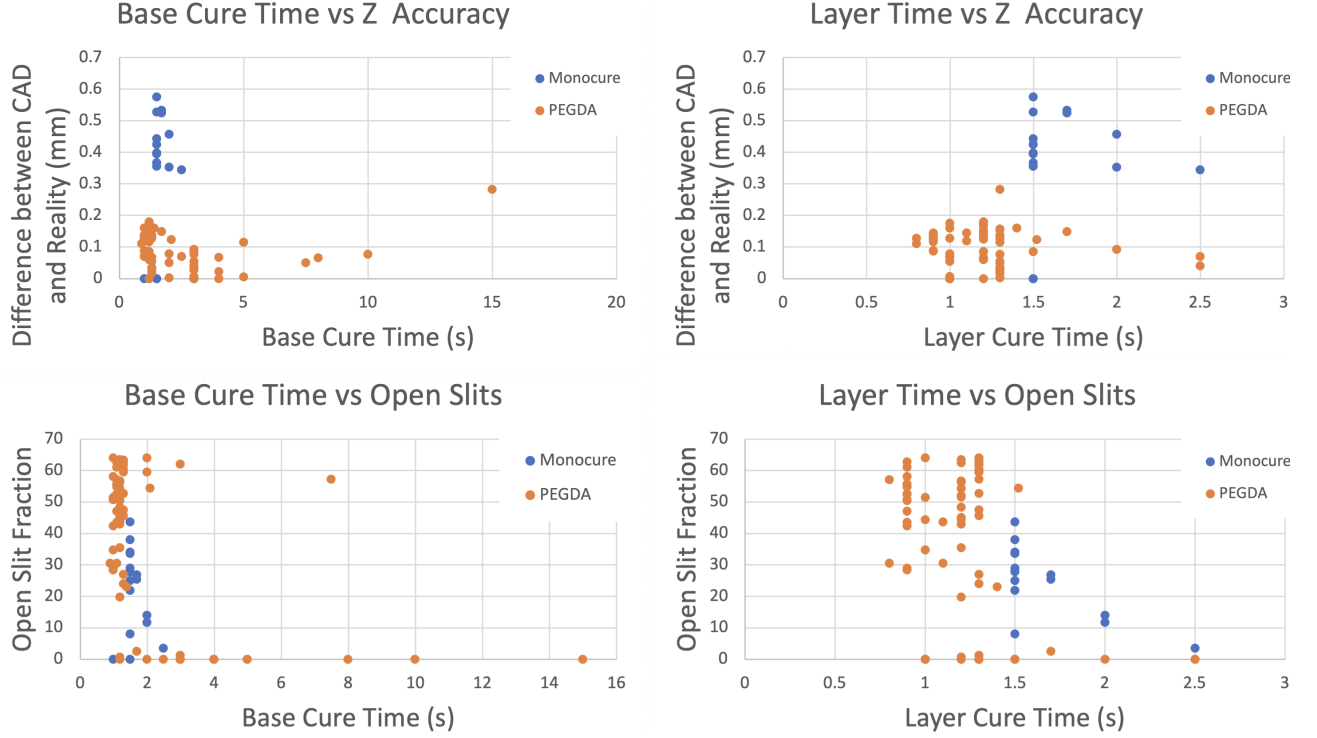 Base Cure Time vs Z Accuracy
Difference between CAD
and Reality (mm)
0.7
0.6
0.5
0.4
0.3
0.2
0.1
0
0 5 10 15 20
Base Cure Time (s)
Monocure
PEGDA
Layer Time vs Z Accuracy
Difference between CAD
and Reality (mm)
0.7
0.6
0.5
0.4
0.3
0.2
0.1
0
0 0.5 1 1.5 2 2.5 3
Layer Cure Time (s)
Monocure
PEGDA
Base Cure Time vs Open Slits
Open Slit Fraction
70
60
50
40
30
20
10
0
0 2 4 6 8 10 12 14 16
Base Cure Time (s)
Monocure
PEGDA
Layer Time vs Open Slits
Open Slit Fraction
70
60
50
40
30
20
10
0
0 0.5 1 1.5 2 2.5 3
Layer Cure Time (s)
Monocure
PEGDA